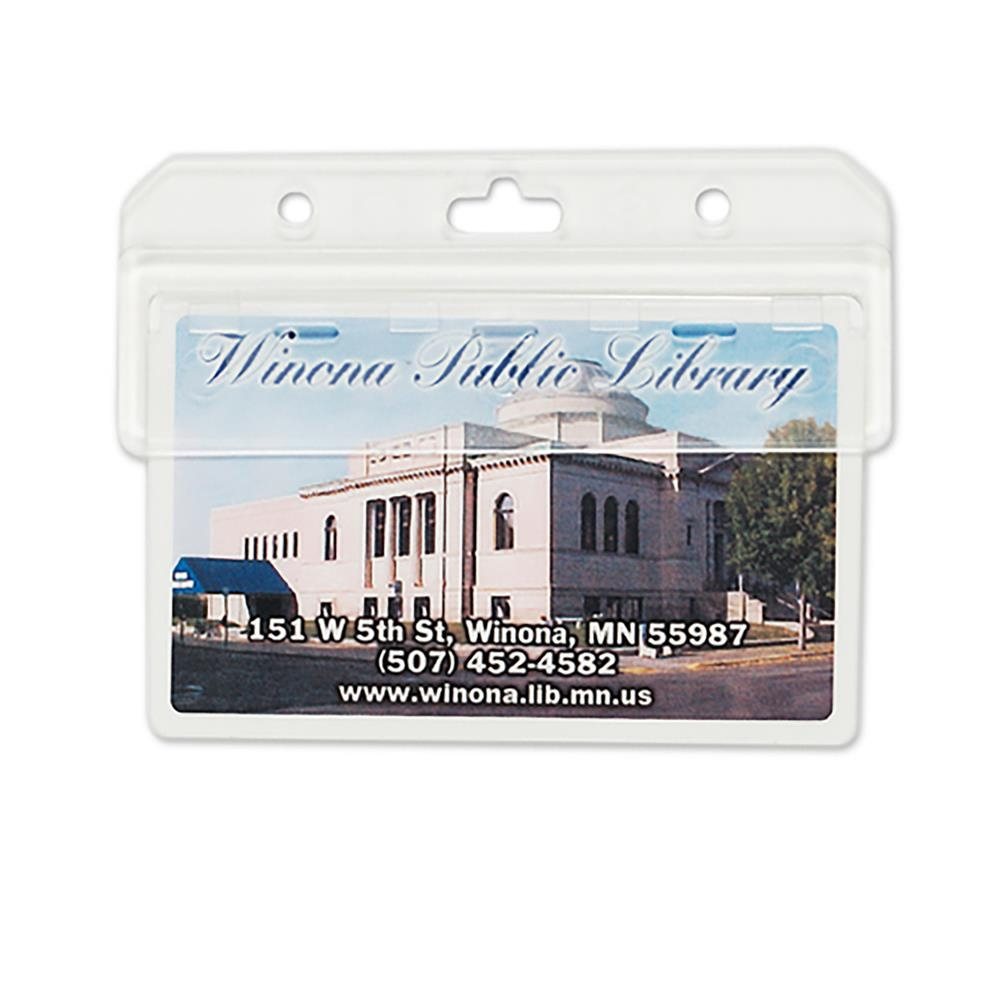 Winona Public Library
151 W 5th St, Winona, MN 55987
(507) 452-4582
www.winona.lib.mn.us